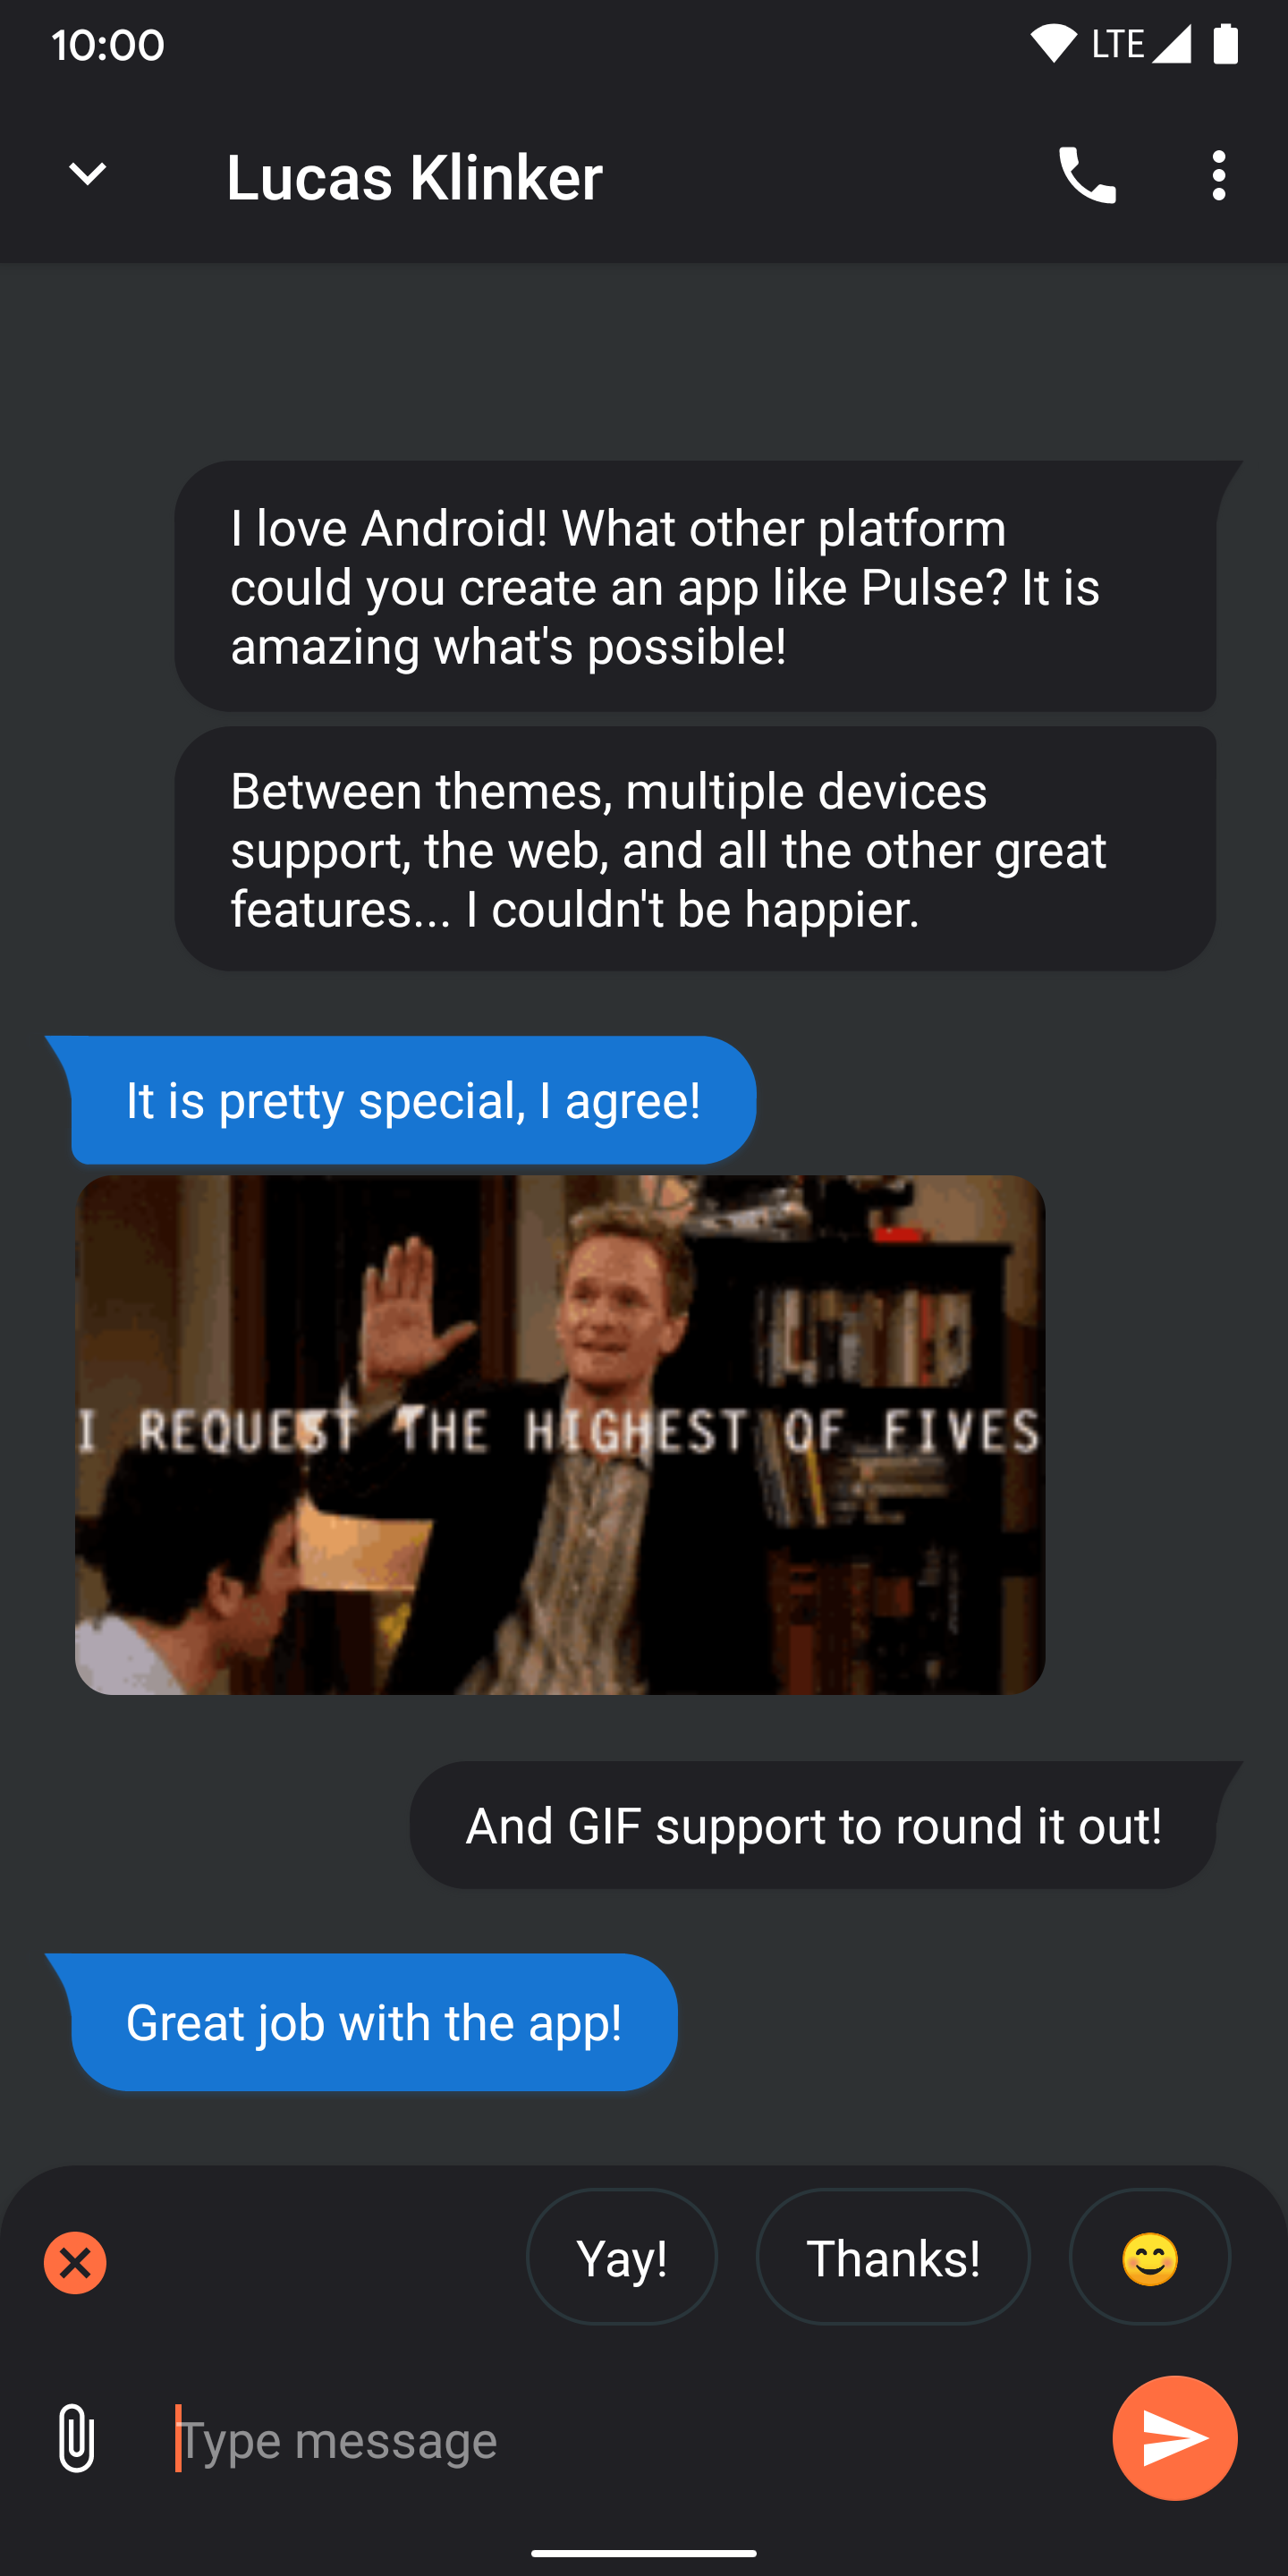 10:00 LTE
Lucas Klinker
I love Android! What other platform
could you create an app like Pulse? It is
amazing what's possible!
Between themes, multiple devices
support, the web, and all the other great
features... I couldn't be happier.
It is pretty special, I agree!
I REQUEST THE HIGHEST OF FIVES
And GIF support to round it out!
Great job with the app!
Yay! Thanks! 😊
Type message